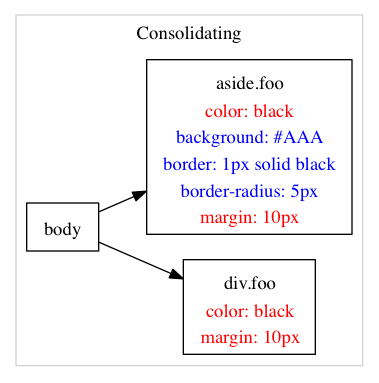 Consolidating
aside.foo
color: black
background: #AAA
border: 1px solid black
border-radius: 5px
margin: 10px
body
div.foo
color: black
margin: 10px